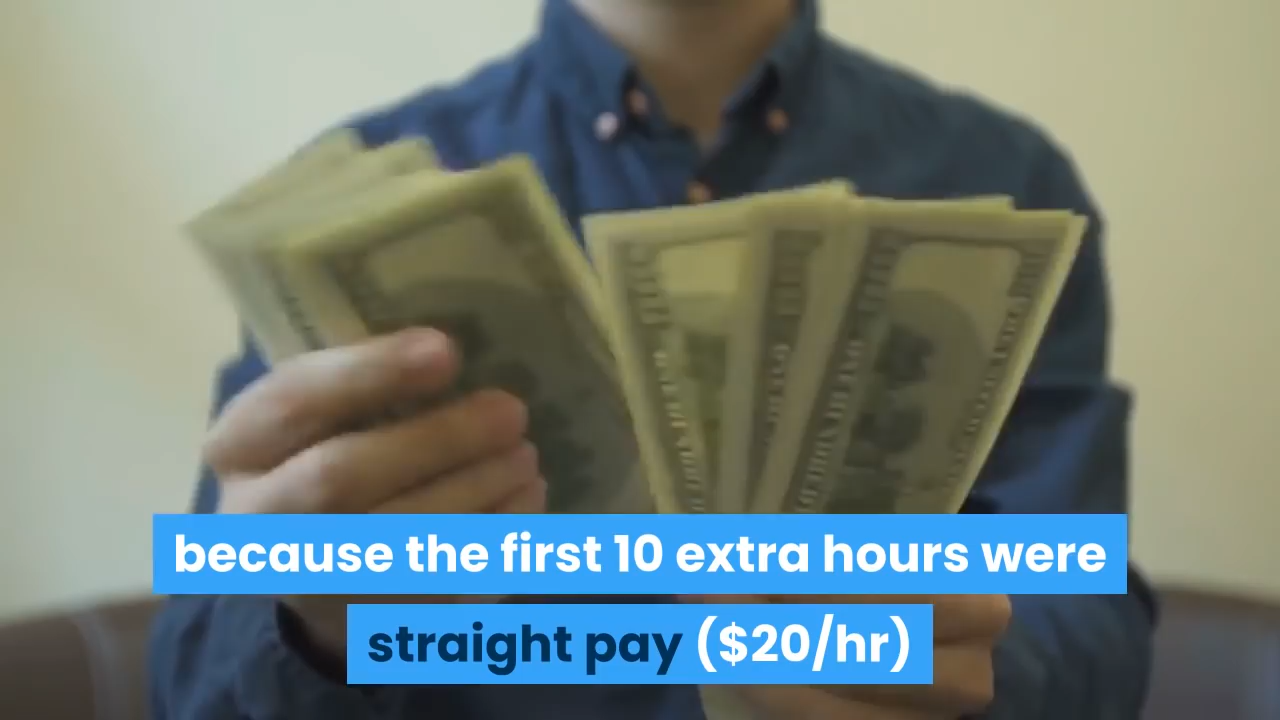 because the first 10 extra hours were
straight pay ($20/hr)